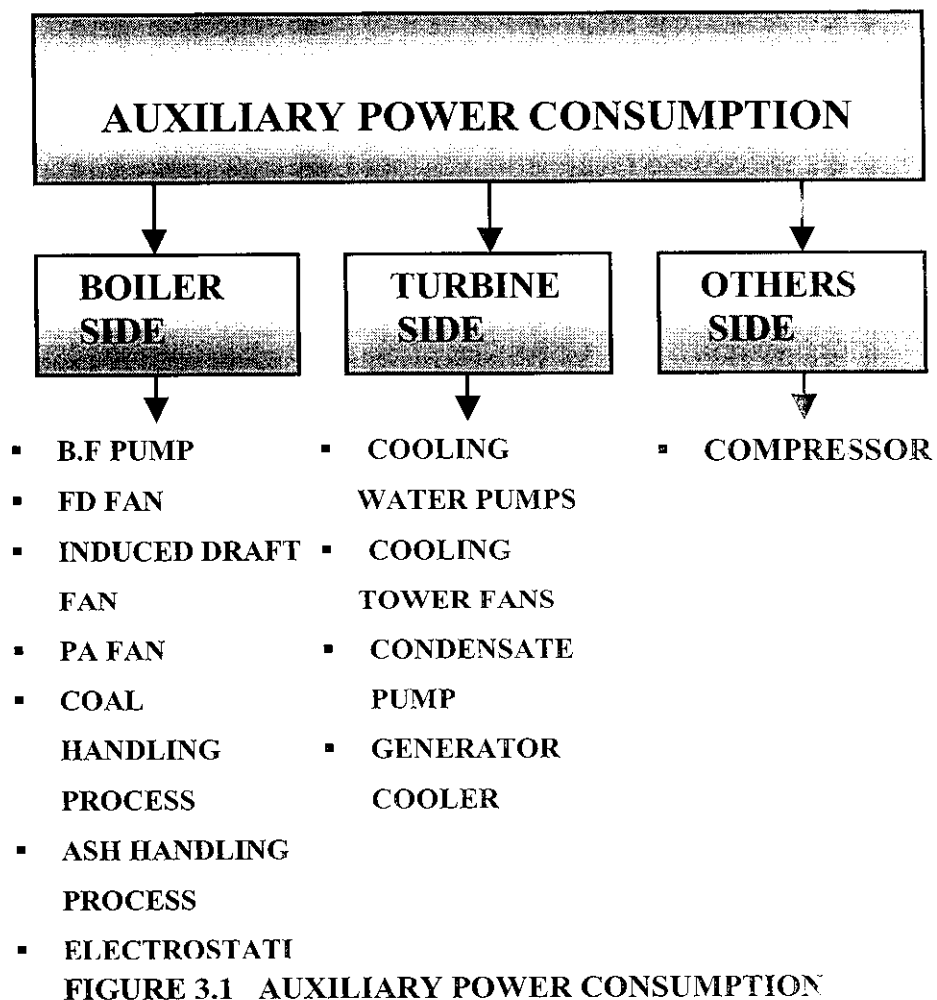 AUXILIARY POWER CONSUMPTION
BOILER
SIDE
TURBINE
SIDE
OTHERS
SIDE
▪ B.F PUMP
▪ FD FAN
▪ INDUCED DRAFT
FAN
▪ PA FAN
▪ COAL
HANDLING
PROCESS
▪ ASH HANDLING
PROCESS
▪ ELECTROSTATI
▪ COOLING
WATER PUMPS
▪ COOLING
TOWER FANS
▪ CONDENSATE
PUMP
▪ GENERATOR
COOLER
▪ COMPRESSOR
FIGURE 3.1 AUXILIARY POWER CONSUMPTION